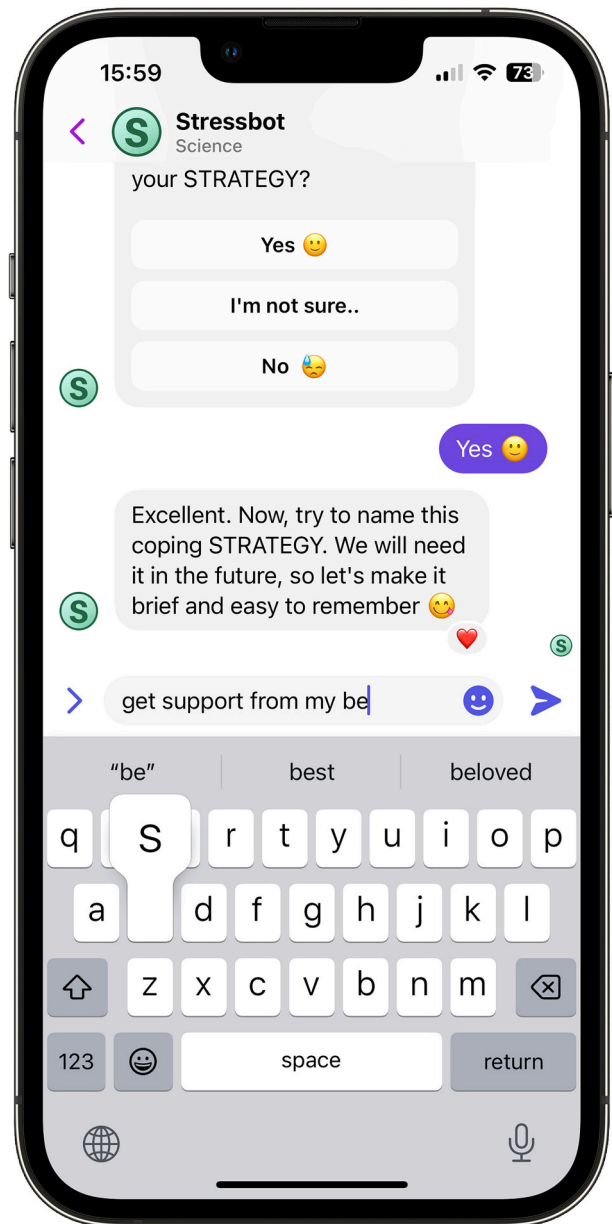 15:59
73
S
Stressbot
Science
your STRATEGY?
Yes 🙂
I'm not sure..
No 😓
S
Yes 🙂
Excellent. Now, try to name this
coping STRATEGY. We will need
it in the future, so let's make it
brief and easy to remember 😋
S
❤️
S
get support from my be
“be” best beloved
q S r t y u i o p
a d f g h j k l
z x c v b n m
123 space return